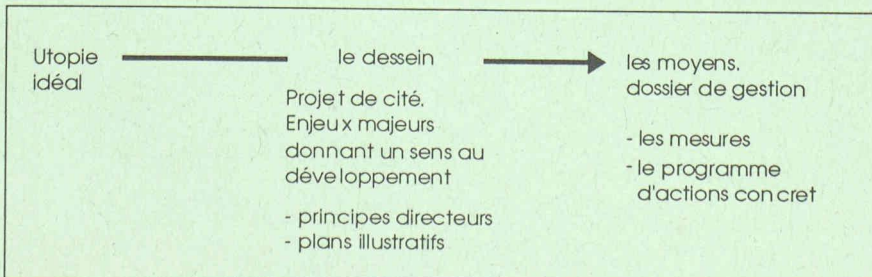 Utopie
idéal
le dessein
Projet de cité.
Enjeux majeurs
donnant un sens au
développement
- principes directeurs
- plans illustratifs
les moyens.
dossier de gestion
- les mesures
- le programme
d'actions concret